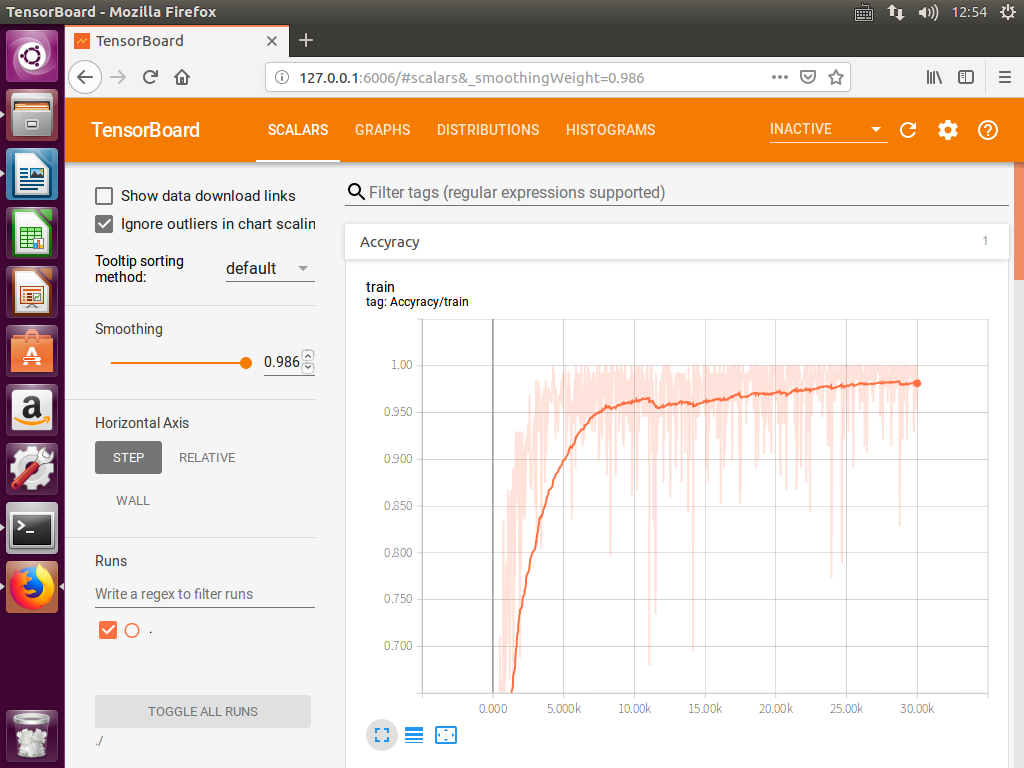 TensorBoard - Mozilla Firefox
12:54
TensorBoard
127.0.0.1:6006/#scalars&_smoothingWeight=0.986
TensorBoard
SCALARS
GRAPHS
DISTRIBUTIONS
HISTOGRAMS
INACTIVE
Show data download links
Ignore outliers in chart scalin
Tooltip sorting
method:
default
Smoothing
0.986
Horizontal Axis
STEP
RELATIVE
WALL
Runs
Write a regex to filter runs
.
TOGGLE ALL RUNS
./
Filter tags (regular expressions supported)
Accyracy
1
train
tag: Accyracy/train
1.00
0.950
0.900
0.850
0.800
0.750
0.700
0.000
5.000k
10.00k
15.00k
20.00k
25.00k
30.00k